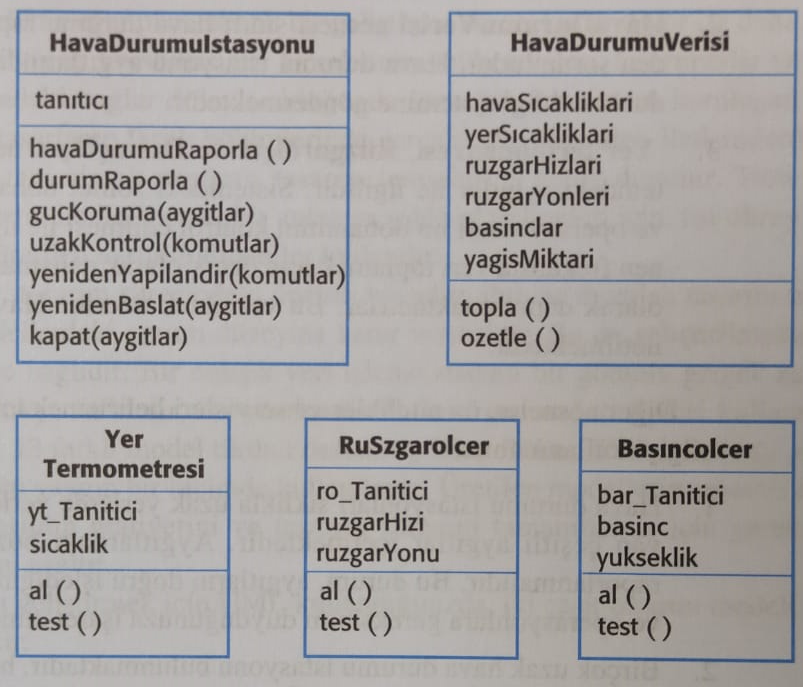 HavaDurumuIstasyonu
tanıtıcı
havaDurumuRaporla ( )
durumRaporla ( )
gucKoruma(aygitlar)
uzakKontrol(komutlar)
yenidenYapilandir(komutlar)
yenidenBaslat(aygitlar)
kapat(aygitlar)
HavaDurumuVerisi
havaSıcakliklari
yerSıcakliklari
ruzgarHizlari
ruzgarYonleri
basinclar
yagisMiktari
topla ( )
ozetle ( )
Yer
Termometresi
yt_Tanitici
sicaklik
al ( )
test ( )
RuSzgarolcer
ro_Tanitici
ruzgarHizi
ruzgarYonu
al ( )
test ( )
Basıncolcer
bar_Tanitici
basinc
yukseklik
al ( )
test ( )